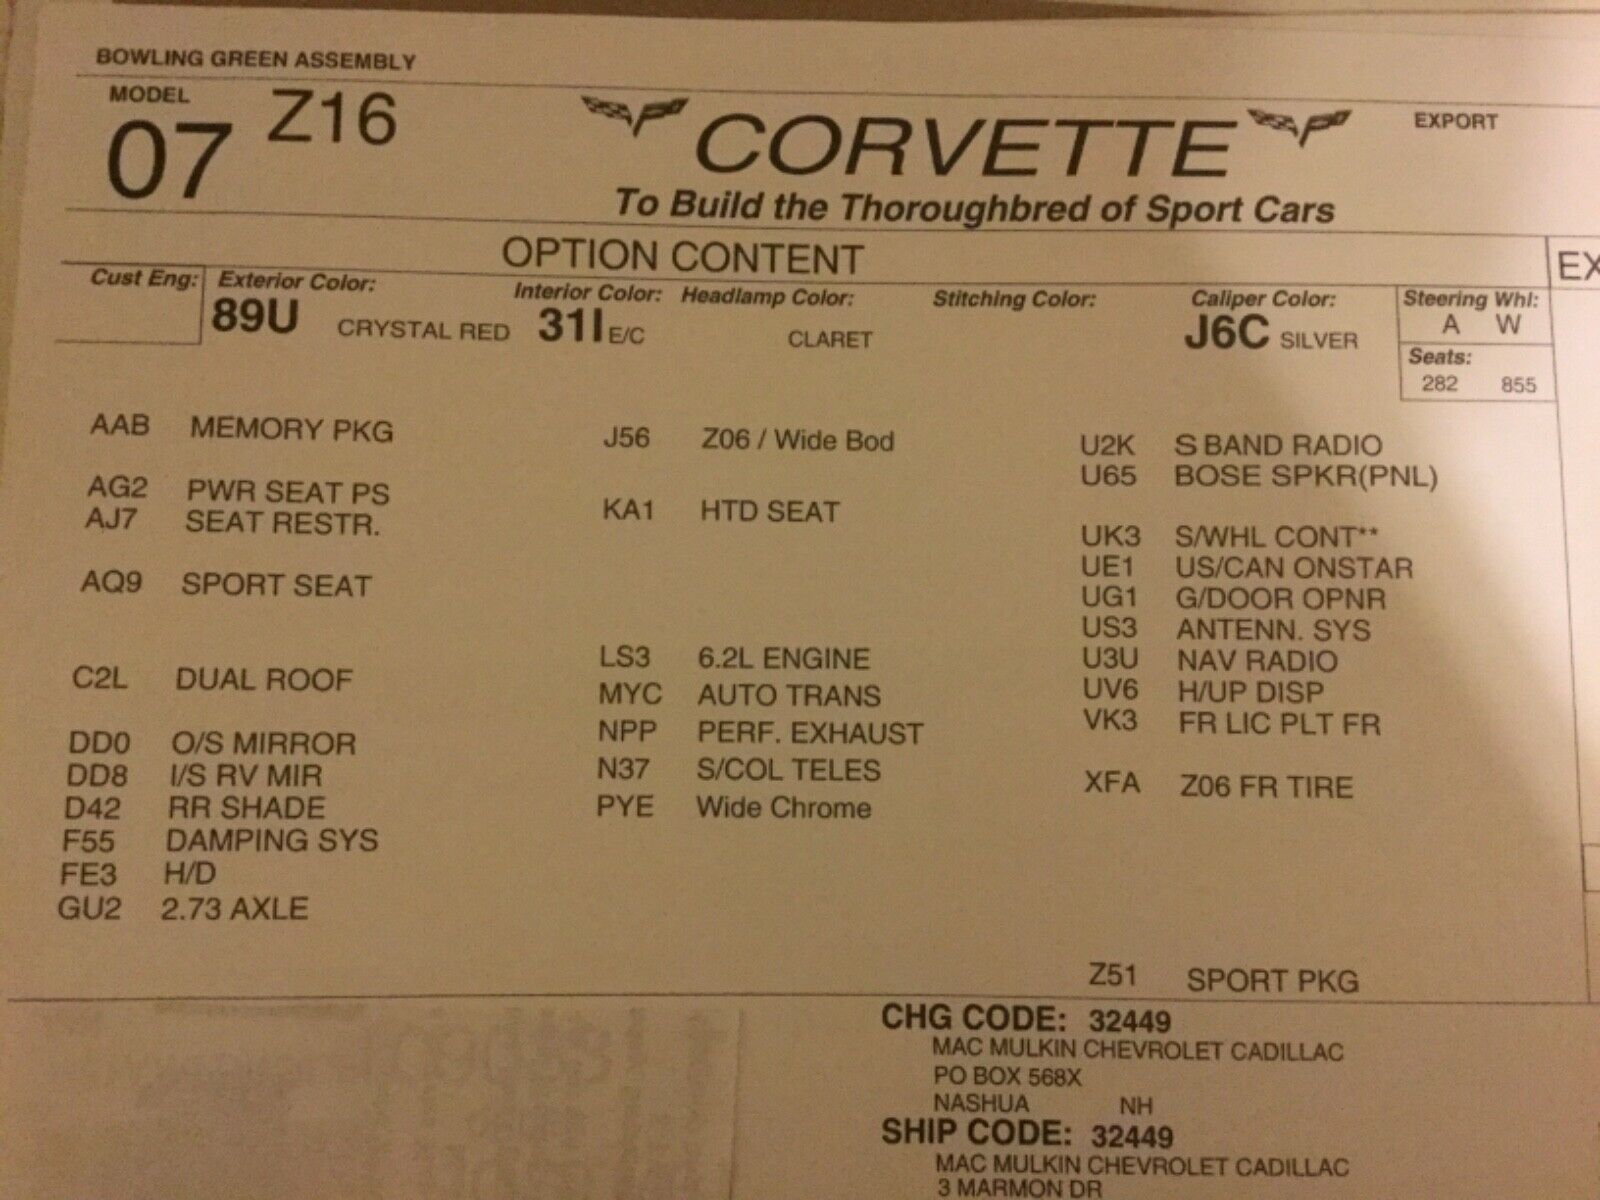 BOWLING GREEN ASSEMBLY
MODEL
07 Z16
CORVETTE
EXPORT
To Build the Thoroughbred of Sport Cars
OPTION CONTENT
EX
Cust Eng: Exterior Color: Interior Color: Headlamp Color: Stitching Color: Caliper Color: Steering Whl:
89U CRYSTAL RED 31I E/C CLARET J6C SILVER A W
Seats:
282 855
AAB MEMORY PKG
AG2 PWR SEAT PS
AJ7 SEAT RESTR.
AQ9 SPORT SEAT
C2L DUAL ROOF
DD0 O/S MIRROR
DD8 I/S RV MIR
D42 RR SHADE
F55 DAMPING SYS
FE3 H/D
GU2 2.73 AXLE
J56 Z06 / Wide Bod
KA1 HTD SEAT
LS3 6.2L ENGINE
MYC AUTO TRANS
NPP PERF. EXHAUST
N37 S/COL TELES
PYE Wide Chrome
U2K S BAND RADIO
U65 BOSE SPKR(PNL)
UK3 S/WHL CONT**
UE1 US/CAN ONSTAR
UG1 G/DOOR OPNR
US3 ANTENN. SYS
U3U NAV RADIO
UV6 H/UP DISP
VK3 FR LIC PLT FR
XFA Z06 FR TIRE
Z51 SPORT PKG
CHG CODE: 32449
MAC MULKIN CHEVROLET CADILLAC
PO BOX 568X
NASHUA NH
SHIP CODE: 32449
MAC MULKIN CHEVROLET CADILLAC
3 MARMON DR